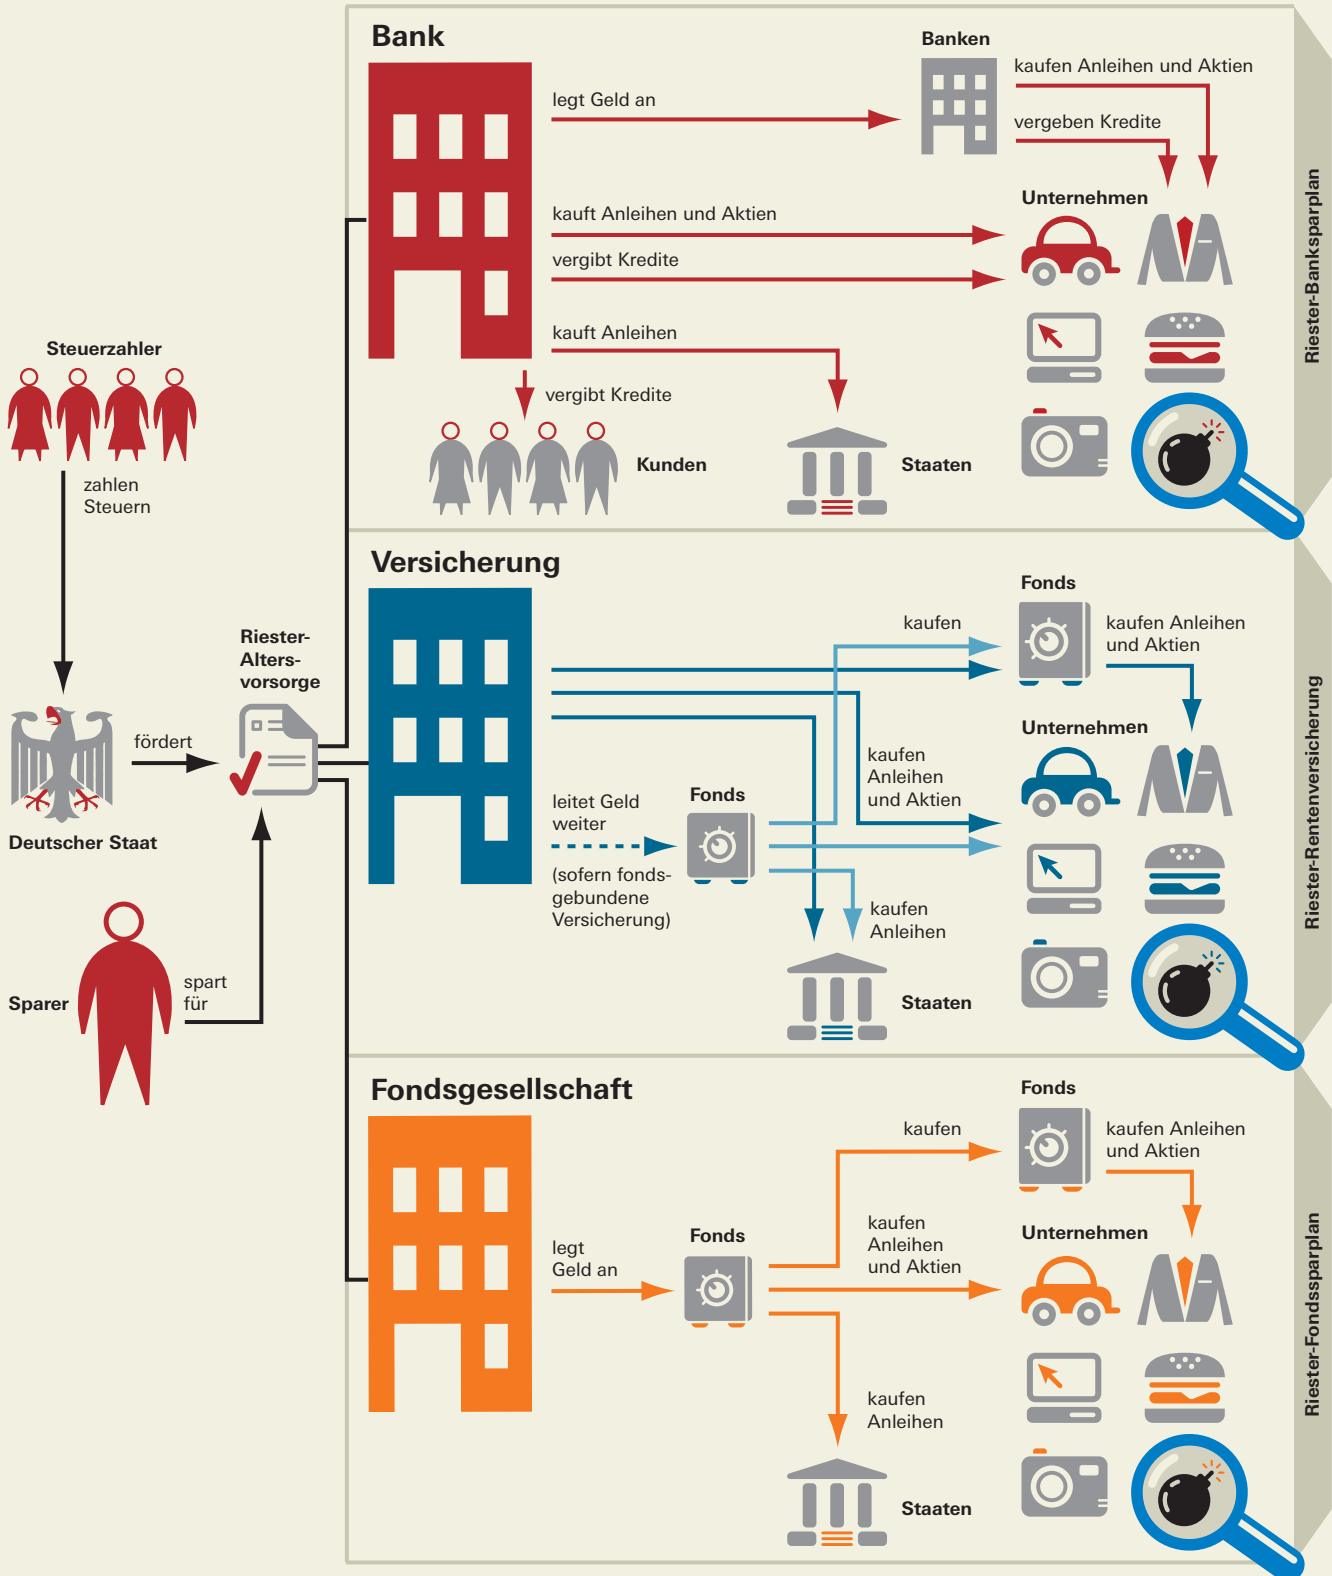 Steuerzahler
zahlen
Steuern
Deutscher Staat
fördert
Riester-
Alters-
vorsorge
Sparer
spart
für
Bank
legt Geld an
Banken
kaufen Anleihen und Aktien
vergeben Kredite
kauft Anleihen und Aktien
vergibt Kredite
Unternehmen
kauft Anleihen
vergibt Kredite
Kunden
Staaten
Riester-Banksparplan
Versicherung
kaufen
Fonds
kaufen Anleihen
und Aktien
Unternehmen
kaufen
Anleihen
und Aktien
leitet Geld
weiter
(sofern fonds-
gebundene
Versicherung)
Fonds
kaufen
Anleihen
Staaten
Riester-Rentenversicherung
Fondsgesellschaft
legt
Geld an
Fonds
kaufen
Fonds
kaufen Anleihen
und Aktien
kaufen
Anleihen
und Aktien
Unternehmen
kaufen
Anleihen
Staaten
Riester-Fondssparplan